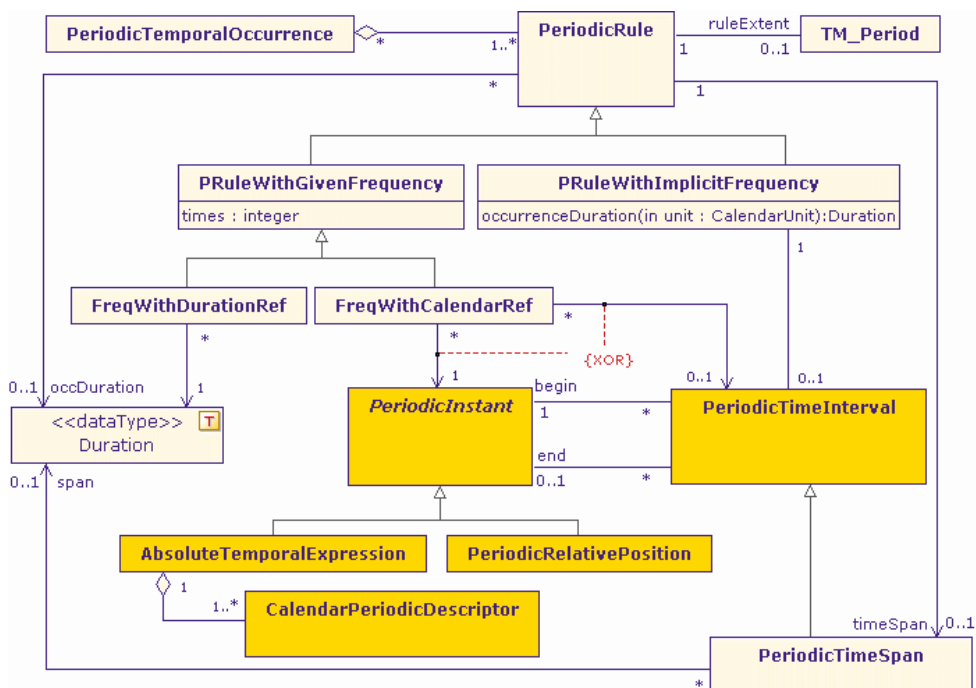 PeriodicTemporalOccurrence
*
1..*
PeriodicRule
ruleExtent
1
0..1
TM_Period
*
1
PRuleWithGivenFrequency
times : integer
PRuleWithImplicitFrequency
occurrenceDuration(in unit : CalendarUnit):Duration
1
FreqWithDurationRef
FreqWithCalendarRef
*
*
*
{XOR}
0..1
occDuration
1
1
begin
0..1
0..1
<<dataType>>
T
Duration
PeriodicInstant
1
*
PeriodicTimeInterval
end
0..1
*
0..1
span
AbsoluteTemporalExpression
PeriodicRelativePosition
1
1..*
CalendarPeriodicDescriptor
timeSpan
0..1
PeriodicTimeSpan
*